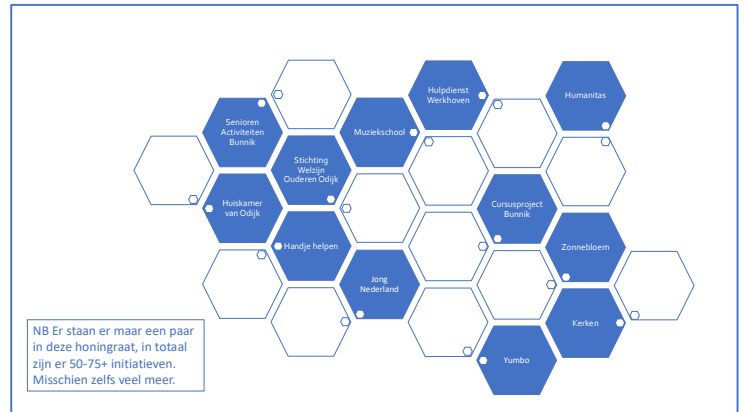 Hulpdienst
Werkhoven
Humanitas
Senioren
Activiteiten
Bunnik
Muziekschool
Stichting
Welzijn
Ouderen Odijk
Huiskamer
van Odijk
Cursusproject
Bunnik
Handje helpen
Zonnebloem
Jong
Nederland
Kerken
Yumbo
NB Er staan er maar een paar
in deze honingraat, in totaal
zijn er 50-75+ initiatieven.
Misschien zelfs veel meer.